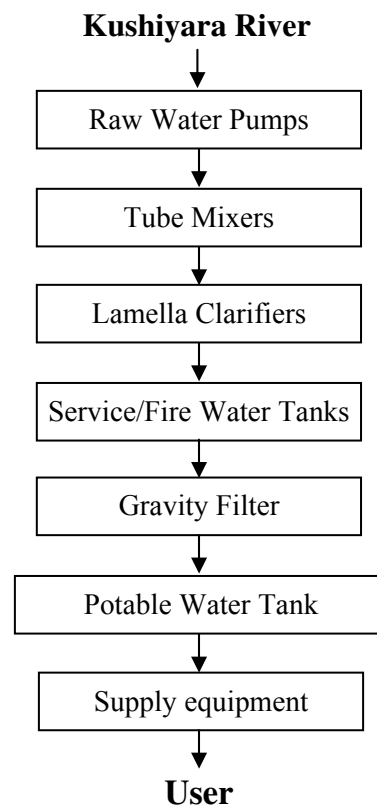 Kushiyara River
Raw Water Pumps
Tube Mixers
Lamella Clarifiers
Service/Fire Water Tanks
Gravity Filter
Potable Water Tank
Supply equipment
User